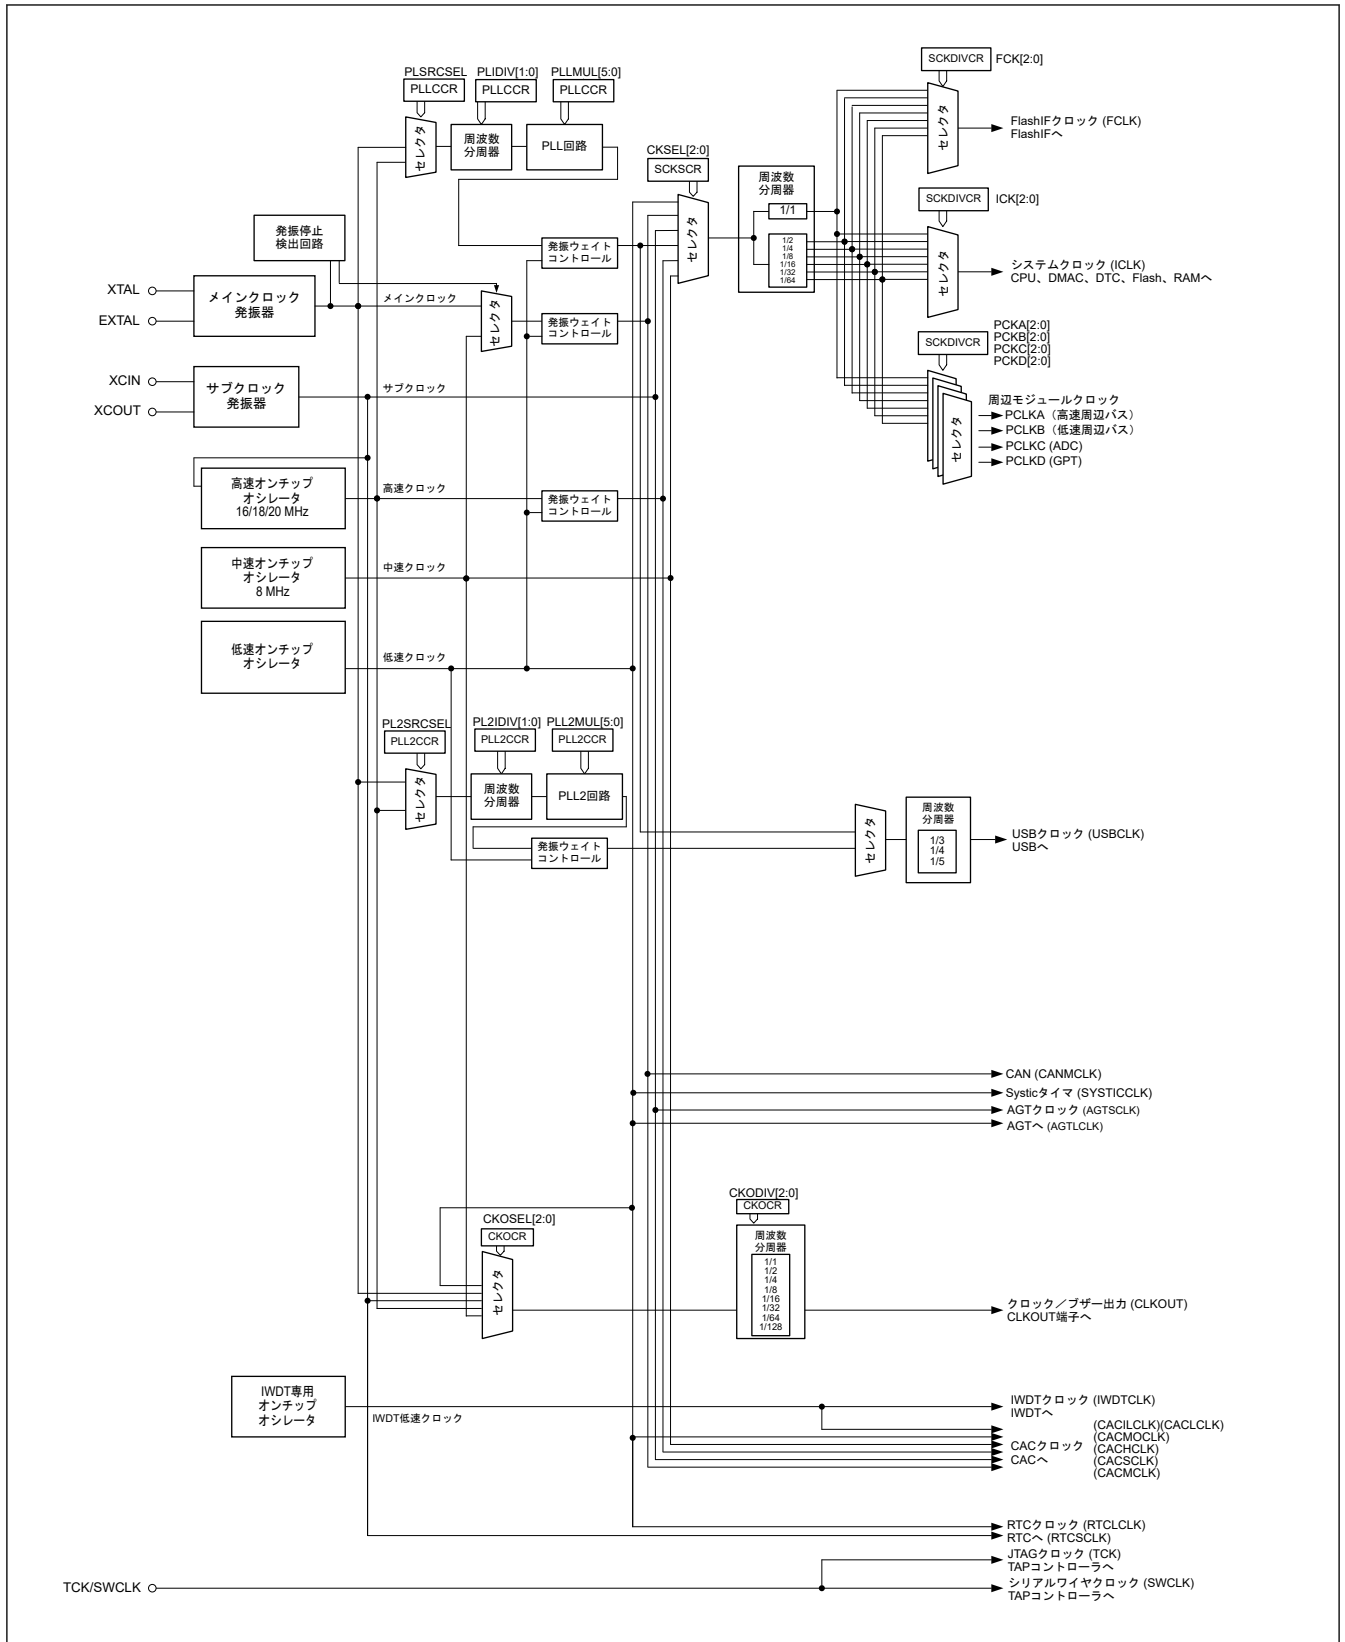 SCKDIVCR FCK[2:0]
PLSRCSEL PLIDIV[1:0] PLLMUL[5:0]
PLLCCR PLLCCR PLLCCR
セレクタ
周波数
分周器
PLL回路
セレクタ
FlashIFクロック (FCLK)
FlashIFへ
CKSEL[2:0]
SCKSCR
セレクタ
周波数
分周器
1/1
1/2
1/4
1/8
1/16
1/32
1/64
SCKDIVCR ICK[2:0]
セレクタ
システムクロック (ICLK)
CPU、DMAC、DTC、Flash、RAMへ
発振停止
検出回路
発振ウェイト
コントロール
XTAL
EXTAL
メインクロック
発振器
メインクロック
セレクタ
発振ウェイト
コントロール
SCKDIVCR
PCKA[2:0]
PCKB[2:0]
PCKC[2:0]
PCKD[2:0]
XCIN
XCOUT
サブクロック
発振器
サブクロック
セレクタ
周辺モジュールクロック
PCLKA（高速周辺バス）
PCLKB（低速周辺バス）
PCLKC (ADC)
PCLKD (GPT)
高速オンチップ
オシレータ
16/18/20 MHz
高速クロック
発振ウェイト
コントロール
中速オンチップ
オシレータ
8 MHz
中速クロック
低速オンチップ
オシレータ
低速クロック
PL2SRCSEL PL2IDIV[1:0] PLL2MUL[5:0]
PLL2CCR PLL2CCR PLL2CCR
セレクタ
周波数
分周器
PLL2回路
発振ウェイト
コントロール
セレクタ
周波数
分周器
1/3
1/4
1/5
USBクロック (USBCLK)
USBへ
CAN (CANMCLK)
Systicタイマ (SYSTICCLK)
AGTクロック (AGTSCLK)
AGTへ (AGTLCLK)
CKOSEL[2:0]
CKOCR
セレクタ
CKODIV[2:0]
CKOCR
周波数
分周器
1/1
1/2
1/4
1/8
1/16
1/32
1/64
1/128
クロック／ブザー出力 (CLKOUT)
CLKOUT端子へ
IWDT専用
オンチップ
オシレータ
IWDT低速クロック
IWDTクロック (IWDTCLK)
IWDTへ
CACクロック
CACへ
(CACILCLK)(CACLCLK)
(CACMOCLK)
(CACHCLK)
(CACSCLK)
(CACMCLK)
RTCクロック (RTCLCLK)
RTCへ (RTCSCLK)
JTAGクロック (TCK)
TAPコントローラへ
TCK/SWCLK
シリアルワイヤクロック (SWCLK)
TAPコントローラへ